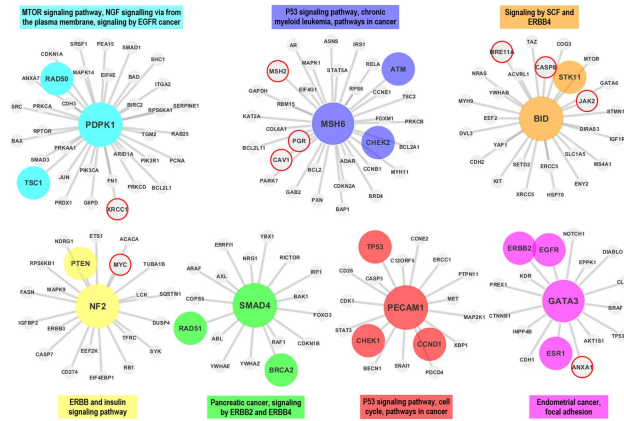 MTOR signaling pathway, NGF signalling via from
the plasma membrane, signaling by EGFR cancer
P53 signaling pathway, chronic
myeloid leukemia, pathways in cancer
Signaling by SCF and
ERBB4
SRSF1
PEA15
SMAD1
CDKN1A
SHC1
RAD50
MAPK14
EIF4E
BAD
ANXA7
ITGA2
CDH3
BIRC2
SERPINE1
SRC
PRKCA
RPS6KA1
PDPK1
RPTOR
TGM2
RAB25
BAX
PRKAA1
ARID1A
PIK3R1
PCNA
SMAD3
PIK3CA
TSC1
JUN
FN1
PRKCD
BCL2L1
PRDX1
G6PD
XRCC1
ASNS
IRS1
AR
MAPK1
STAT5A
RELA
ATM
MSH2
RPS6
CCNE1
GAPDH
EIF4G1
TSC2
RBM15
FOXM1
KAT2A
PRKCB
COL6A1
MSH6
CHEK2
PGR
BCL2L11
BCL2A1
CAV1
ADAR
CCNB1
MYH11
PARK7
BCL2
CDKN2A
GAB2
BRD4
PXN
BAP1
TAZ
COG3
MRE11A
MTOR
CASP8
STK11
NRAS
ACVRL1
GATA6
YWHAB
JAK2
MYH9
STMN1
EEF2
BID
DIRAS3
DVL3
IGF1R
YAP1
SLC1A5
CDH2
SETD2
MS4A1
ERCC5
KIT
ENY2
XRCC5
HSP70
ETS1
ACACA
NDRG1
PTEN
MYC
TUBA1B
RPS6KB1
MAPK9
LCK
SQSTM1
FASN
NF2
IGFBP2
DUSP4
ERBB3
TFRC
CASP7
EEF2K
SYK
CD274
RB1
EIF4EBP1
YBX1
ERRFI1
NRG1
RICTOR
ARAF
AXL
IRF1
COPS5
BAK1
SMAD4
FOXO3
RAD51
ABL
RAF1
CDKN1B
YWHAE
YWHAZ
BRCA2
TP53
CCNE2
C12ORF5
ERCC1
CD26
CASP3
PTPN11
CDK1
MET
PECAM1
MAP2K1
STAT3
CHEK1
CCND1
XBP1
BECN1
SNAI1
PDCD4
NOTCH1
ERBB2
EGFR
DIABLO
EPPK1
KDR
PREX1
GATA3
BRAF
CTNNB1
AKT1S1
INPP4B
TP53
ESR1
CDH1
ANXA1
ERBB and insulin
signaling pathway
Pancreatic cancer, signaling
by ERBB2 and ERBB4
P53 signaling pathway, cell
cycle, pathways in cancer
Endometrial cancer,
focal adhesion